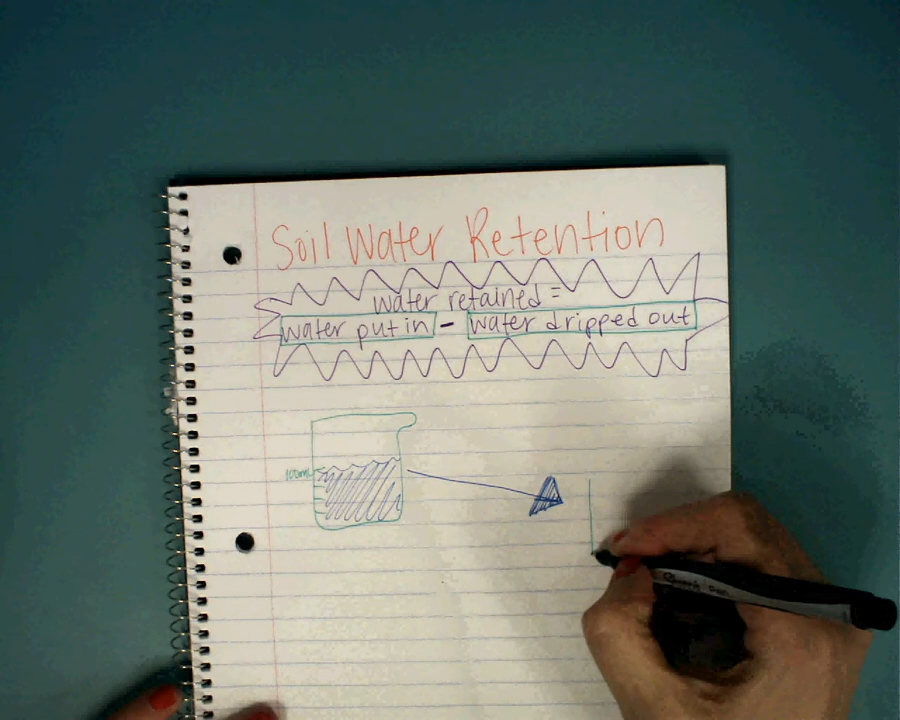 Soil Water Retention
water retained =
water put in - water dripped out
100mL